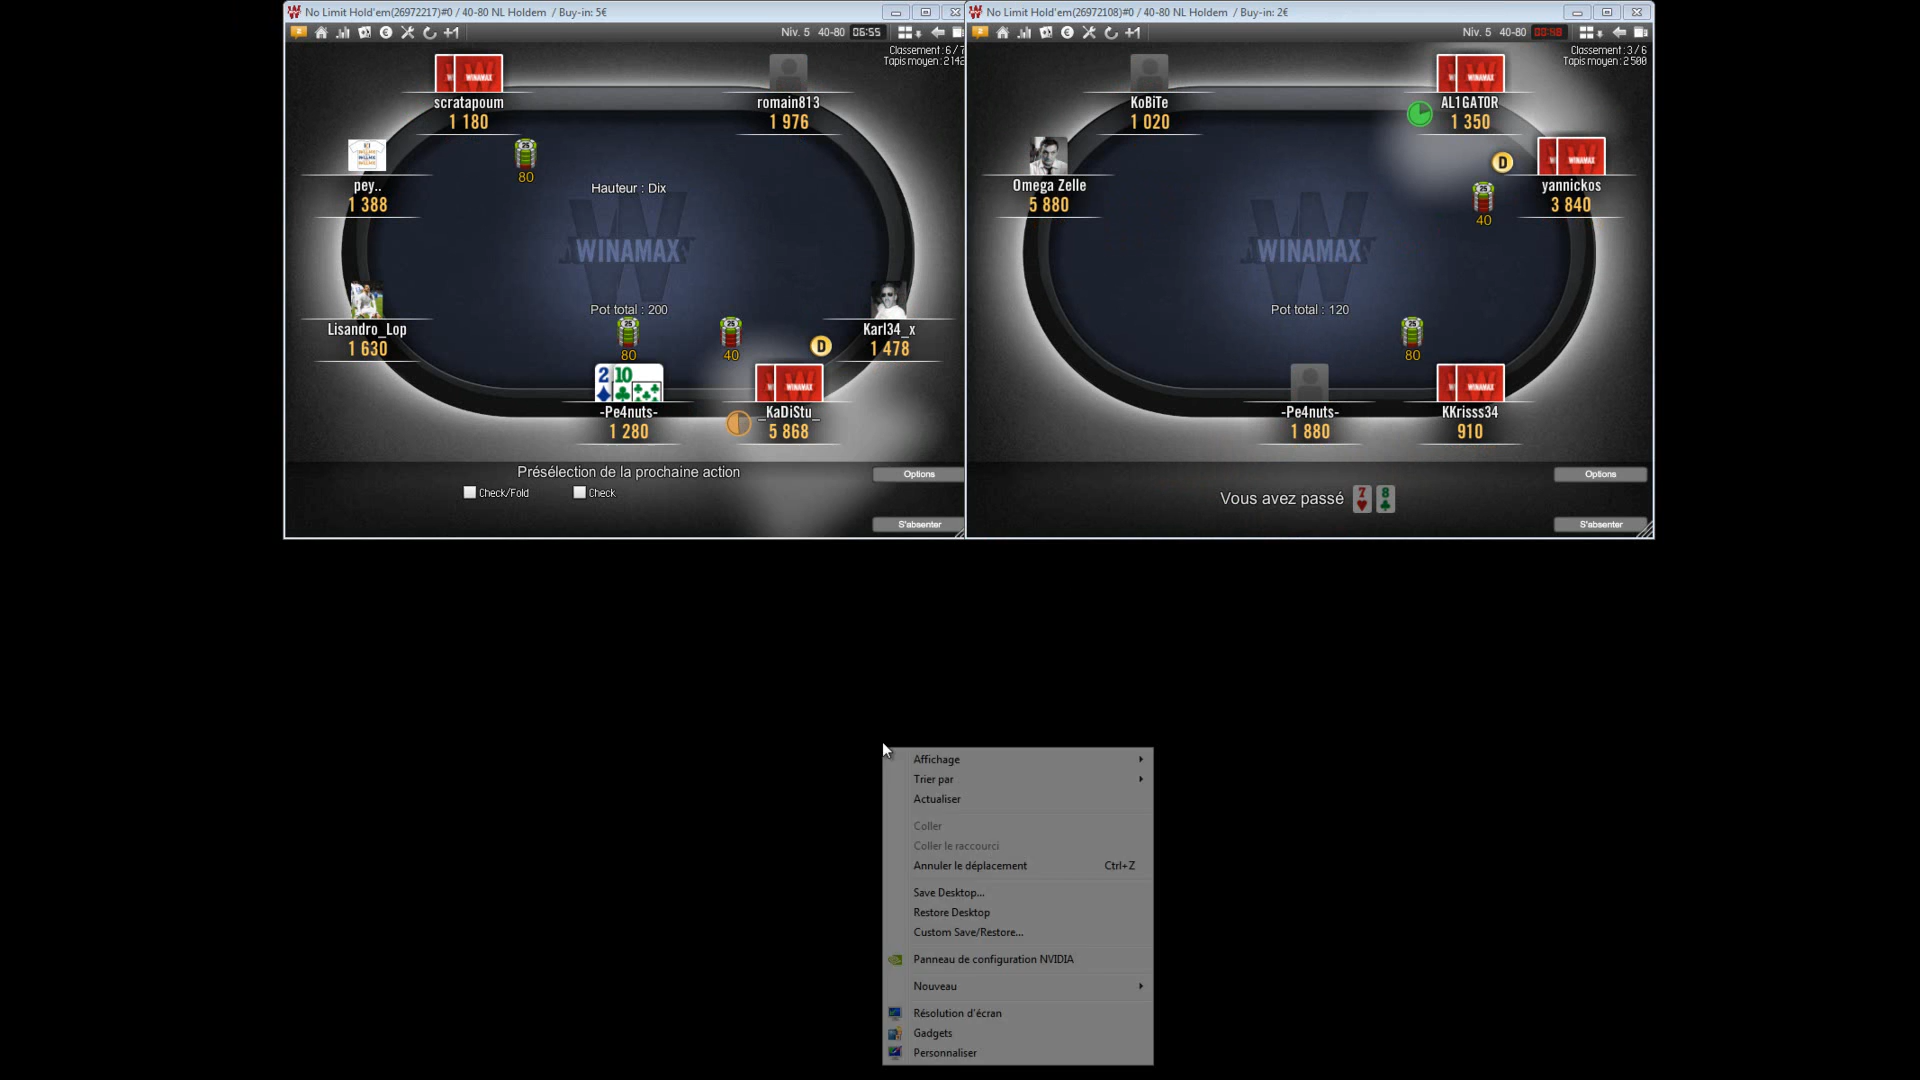 No Limit Hold'em(26972217)#0 / 40-80 NL Holdem / Buy-in: 5€
Niv. 5 40-80 06:55
Classement : 6 / 7
Tapis moyen : 2 142
scratapoum
1 180
romain813
1 976
80
pey..
1 388
Hauteur : Dix
WINAMAX
Pot total : 200
Lisandro_Lop
1 630
Karl34_x
1 478
80
40
D
2 10
-Pe4nuts-
1 280
_KaDiStu_
5 868
Présélection de la prochaine action
Check/Fold
Check
Options
S'absenter
No Limit Hold'em(26972108)#0 / 40-80 NL Holdem / Buy-in: 2€
Niv. 5 40-80 00:58
Classement : 3 / 6
Tapis moyen : 2 500
KoBiTe
1 020
AL1GAT0R
1 350
Omega Zelle
5 880
D
yannickos
3 840
40
WINAMAX
Pot total : 120
80
-Pe4nuts-
1 880
KKrisss34
910
Vous avez passé 7 8
Options
S'absenter
Affichage
Trier par
Actualiser
Coller
Coller le raccourci
Annuler le déplacement Ctrl+Z
Save Desktop...
Restore Desktop
Custom Save/Restore...
Panneau de configuration NVIDIA
Nouveau
Résolution d'écran
Gadgets
Personnaliser